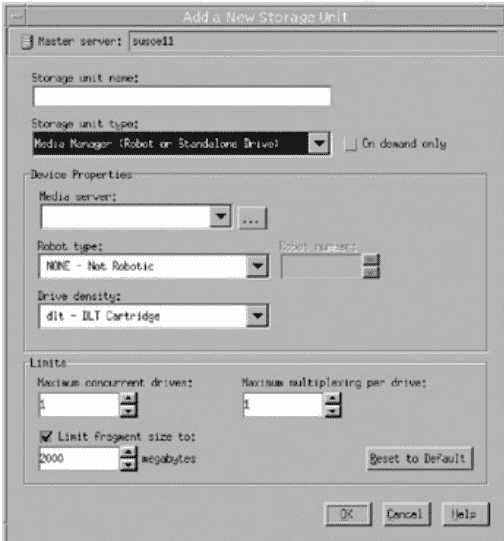 Add a New Storage Unit
Master server: susce11
Storage unit name:
Storage unit type:
Media Manager (Robot or Standalone Drive)
On demand only
Device Properties
Media server:
...
Robot type:
Robot number:
NONE - Not Robotic
Drive density:
dlt - DLT Cartridge
Limits
Maximum concurrent drives:
Maximum multiplexing per drive:
1
1
Limit fragment size to:
2000
megabytes
Reset to Default
OK
Cancel
Help